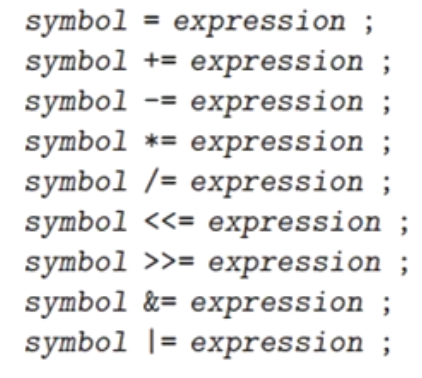 symbol = expression ;
symbol += expression ;
symbol -= expression ;
symbol *= expression ;
symbol /= expression ;
symbol <<= expression ;
symbol >>= expression ;
symbol &= expression ;
symbol |= expression ;